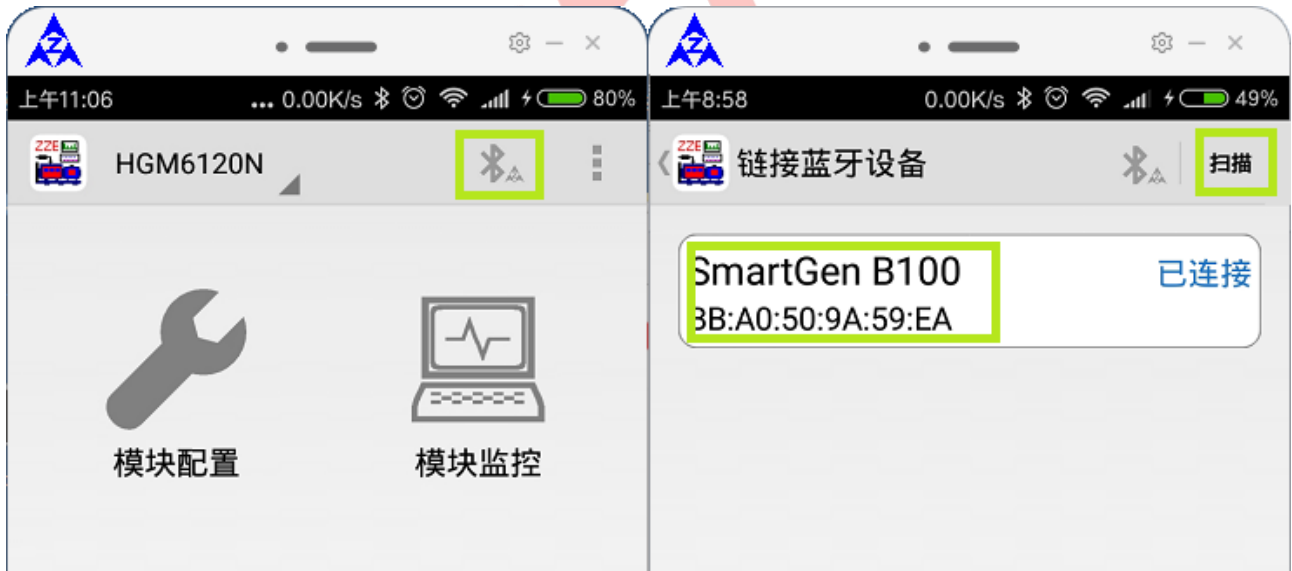 Z
上午11:06 ... 0.00K/s 80%
ZZE
HGM6120N
模块配置
模块监控
Z
上午8:58 0.00K/s 49%
ZZE
链接蓝牙设备
扫描
SmartGen B100
已连接
BB:A0:50:9A:59:EA